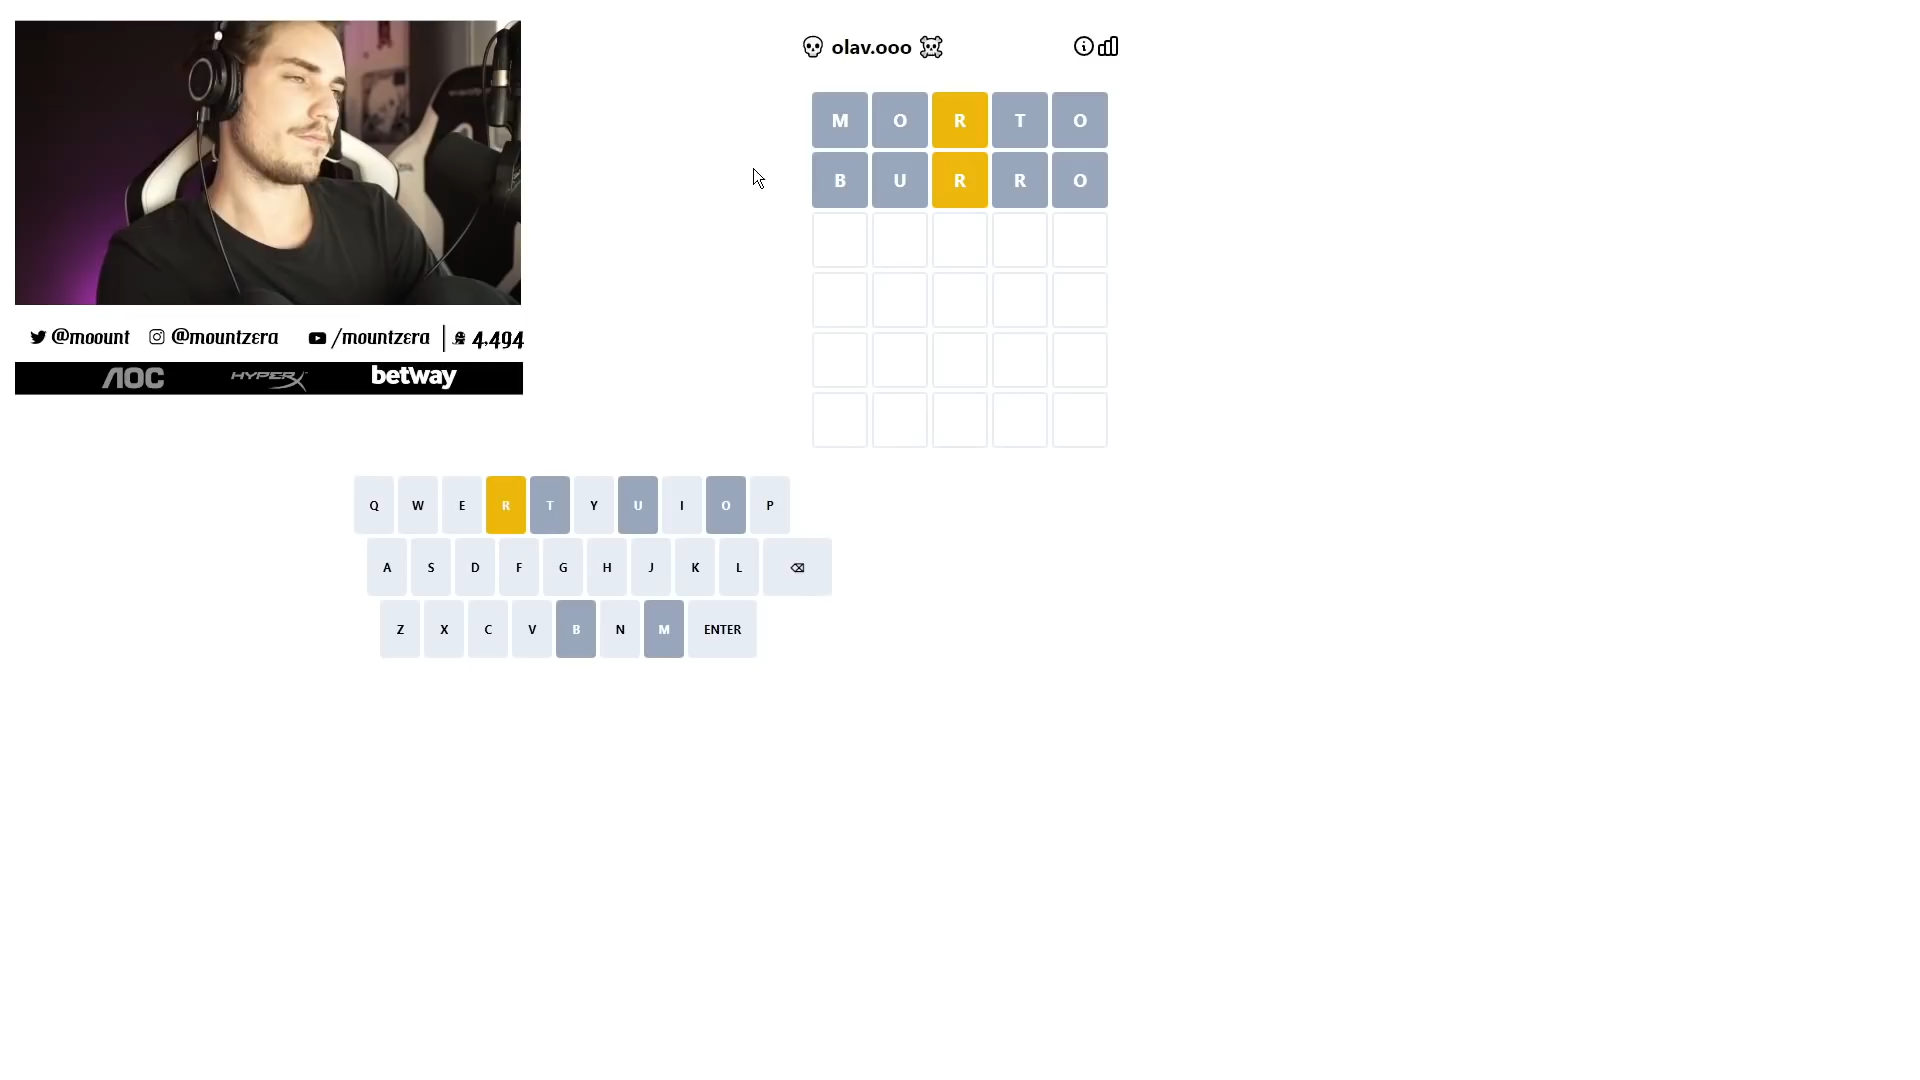 💀 olav.ooo ☠️
M O R T O
B U R R O
@moount @mountzera /mountzera | 4,494
AOC HYPERX betway
Q W E R T Y U I O P
A S D F G H J K L ⌫
Z X C V B N M ENTER